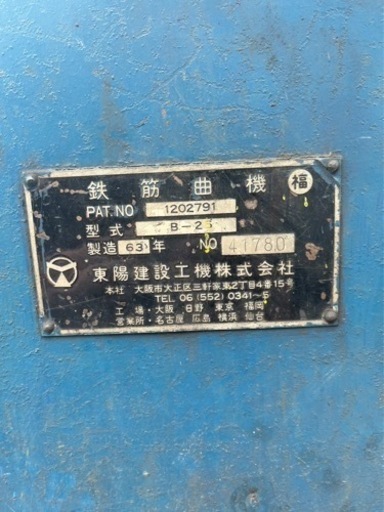 鉄筋曲機 福
PAT.NO 1202791
型式 B-25
製造 63 年 NO 41780
東陽建設工機株式会社
本社 大阪市大正区三軒家東2丁目4番15号
TEL 06 (552) 0341~5
工場・大阪 日野 東京 福岡
営業所・名古屋 広島 横浜 仙台